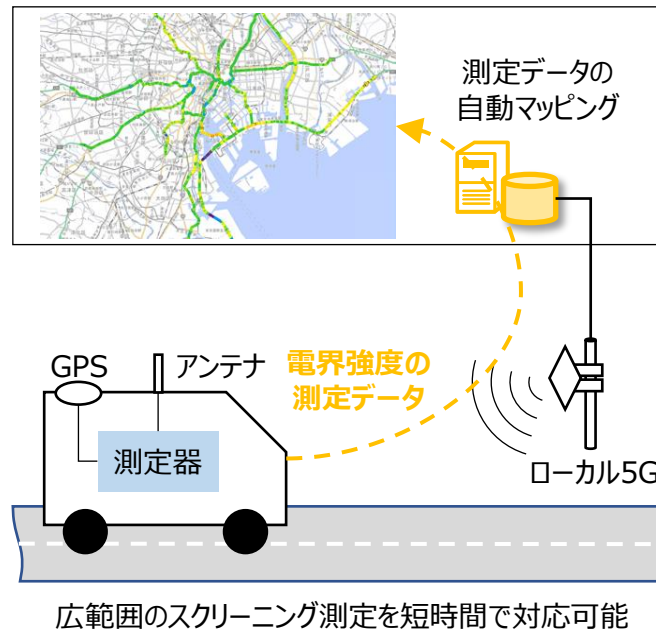 測定データの
自動マッピング
GPS
アンテナ
電界強度の
測定データ
測定器
ローカル5G
広範囲のスクリーニング測定を短時間で対応可能